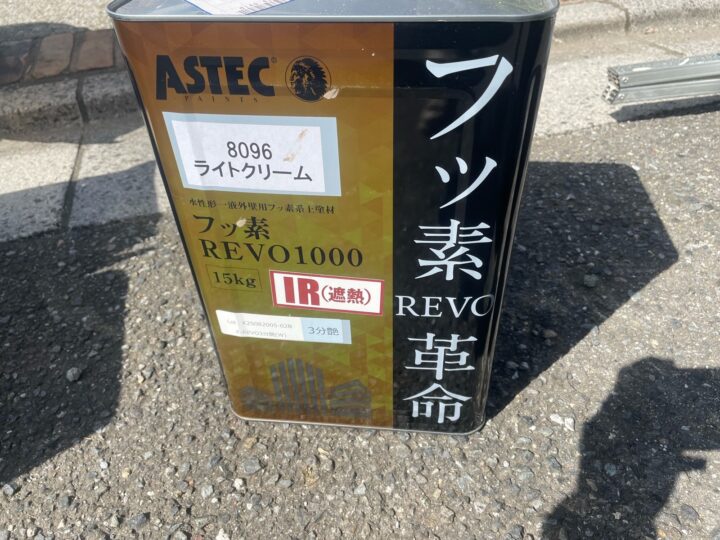 ASTEC
PAINTS
8096
ライトクリーム
水性形一液外壁用フッ素系上塗材
フッ素
REVO1000
15kg
IR(遮熱)
3分艶
フッ素
REVO
革命